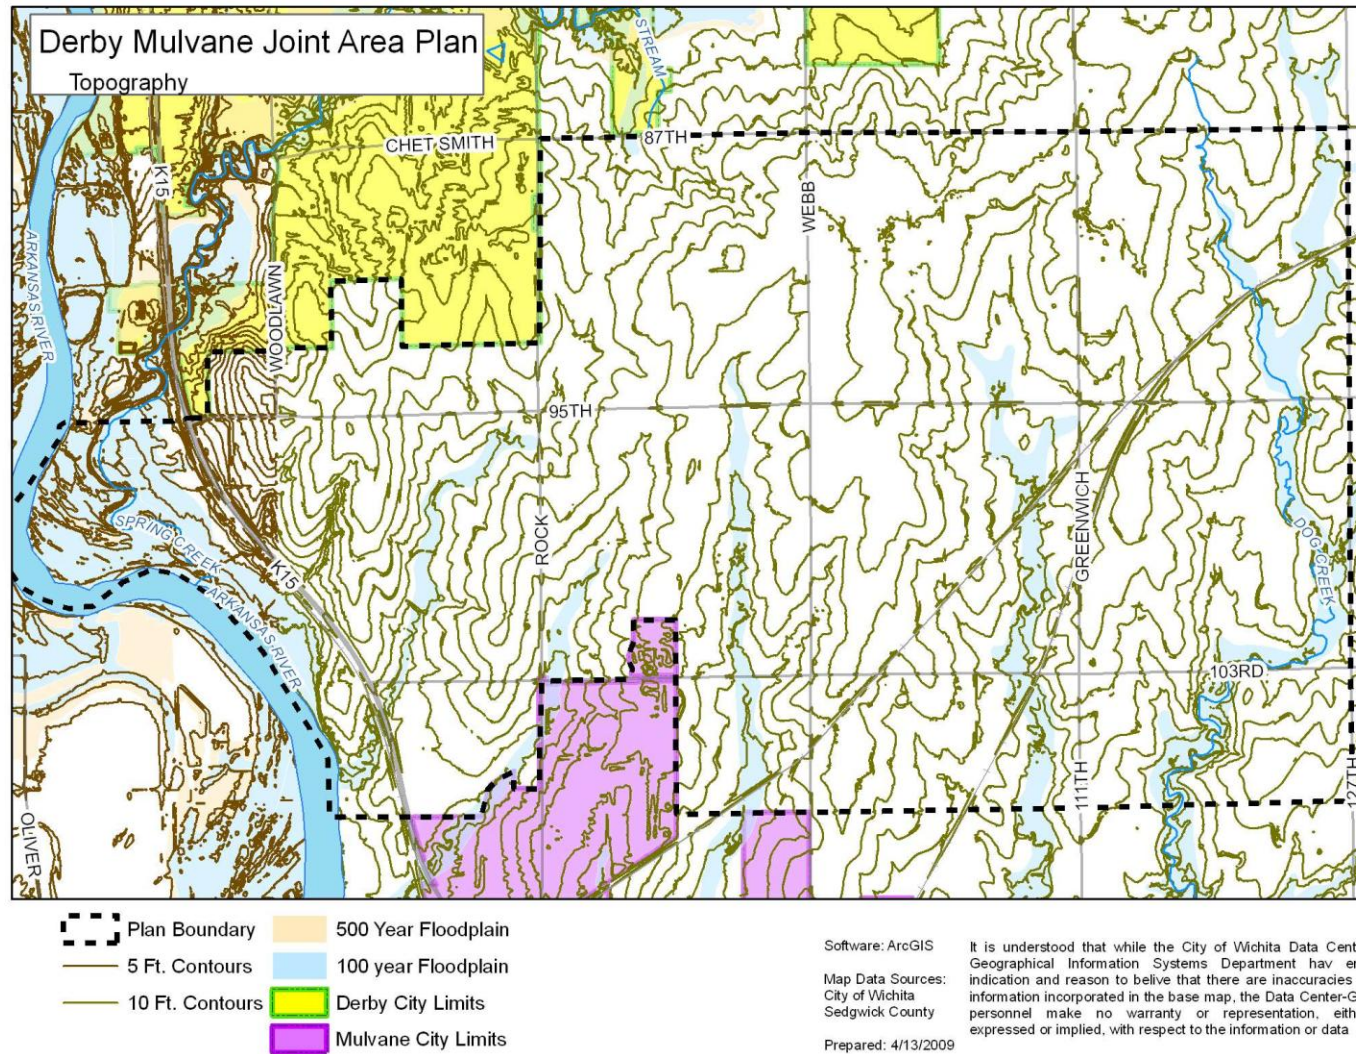 Derby Mulvane Joint Area Plan
Topography
STREAM
CHET SMITH
87TH
K15
WEBB
ARKANSAS RIVER
WOODLAWN
95TH
ROCK
GREENWICH
SPRING CREEK
K15
ARKANSAS RIVER
DOG CREEK
103RD
OLIVER
111TH
127TH
Plan Boundary
5 Ft. Contours
10 Ft. Contours
500 Year Floodplain
100 year Floodplain
Derby City Limits
Mulvane City Limits
Software: ArcGIS
Map Data Sources:
City of Wichita
Sedgwick County
Prepared: 4/13/2009
It is understood that while the City of Wichita Data Cent
Geographical Information Systems Department hav en
indication and reason to belive that there are inaccuracies
information incorporated in the base map, the Data Center-G
personnel make no warranty or representation, eith
expressed or implied, with respect to the information or data